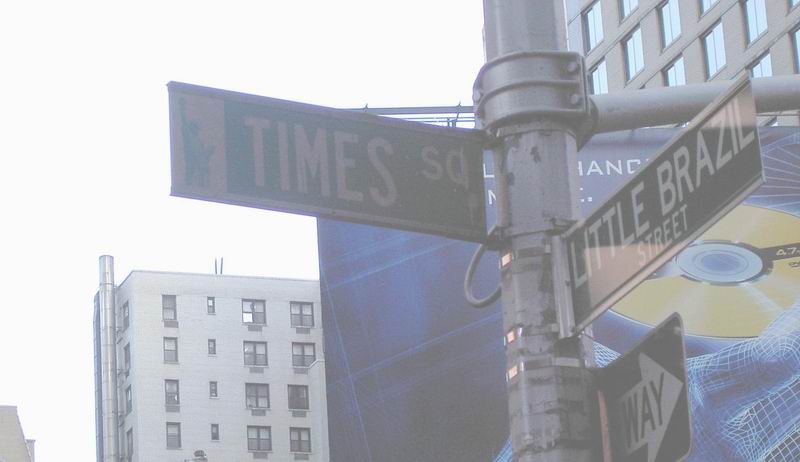 TIMES SQ
LITTLE BRAZIL
STREET
WAY